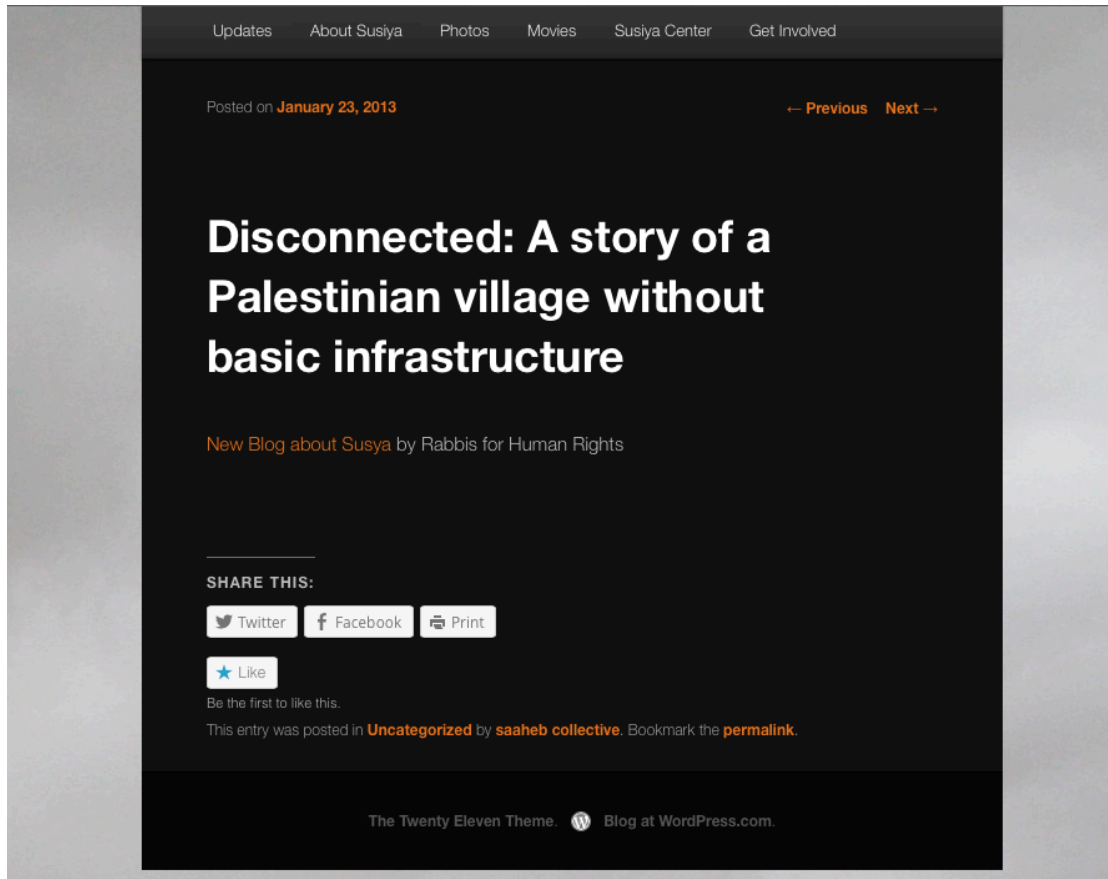 Updates About Susiya Photos Movies Susiya Center Get Involved
Posted on January 23, 2013
← Previous Next →
Disconnected: A story of a
Palestinian village without
basic infrastructure
New Blog about Susya by Rabbis for Human Rights
SHARE THIS:
Twitter Facebook Print
Like
Be the first to like this.
This entry was posted in Uncategorized by saaheb collective. Bookmark the permalink.
The Twenty Eleven Theme. Blog at WordPress.com.